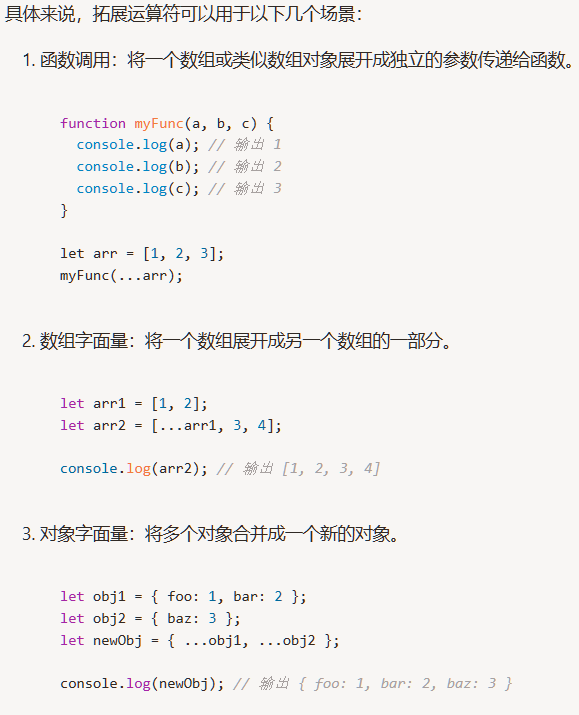 具体来说，拓展运算符可以用于以下几个场景：
1. 函数调用：将一个数组或类似数组对象展开成独立的参数传递给函数。
function myFunc(a, b, c) {
  console.log(a); // 输出 1
  console.log(b); // 输出 2
  console.log(c); // 输出 3
}
let arr = [1, 2, 3];
myFunc(...arr);
2. 数组字面量：将一个数组展开成另一个数组的一部分。
let arr1 = [1, 2];
let arr2 = [...arr1, 3, 4];
console.log(arr2); // 输出 [1, 2, 3, 4]
3. 对象字面量：将多个对象合并成一个新的对象。
let obj1 = { foo: 1, bar: 2 };
let obj2 = { baz: 3 };
let newObj = { ...obj1, ...obj2 };
console.log(newObj); // 输出 { foo: 1, bar: 2, baz: 3 }